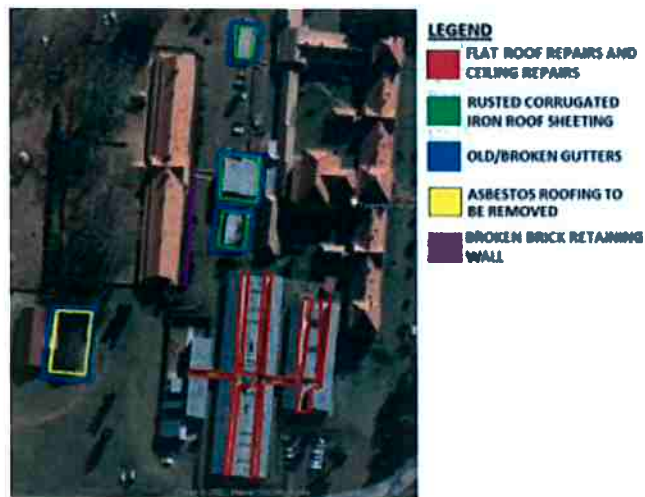 LEGEND
FLAT ROOF REPAIRS AND
CEILING REPAIRS
RUSTED CORRUGATED
IRON ROOF SHEETING
OLD/BROKEN GUTTERS
ASBESTOS ROOFING TO
BE REMOVED
BROKEN BRICK RETAINING
WALL